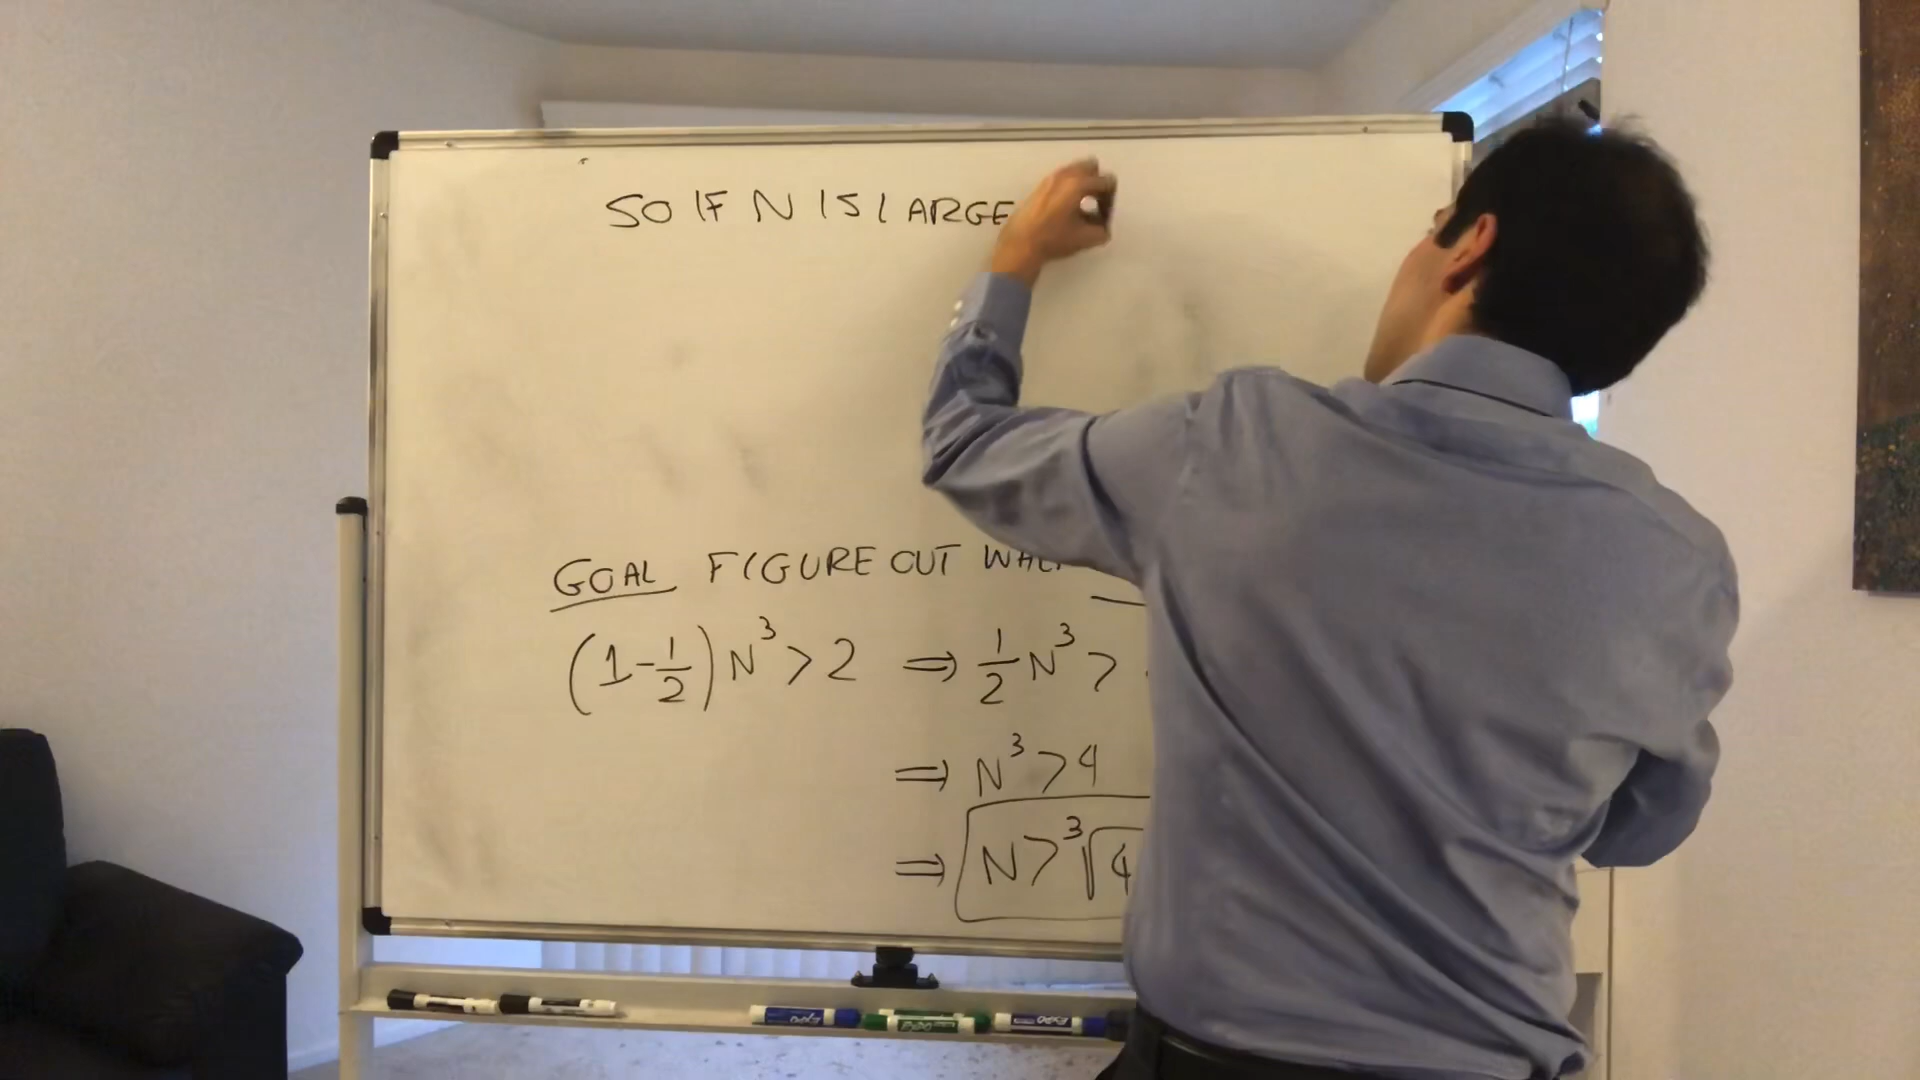 SO IF N IS LARGE
GOAL FIGURE OUT
(1-1/2)N³>2 ⇒ 1/2 N³>
⇒ N³>4
⇒ N>³√4